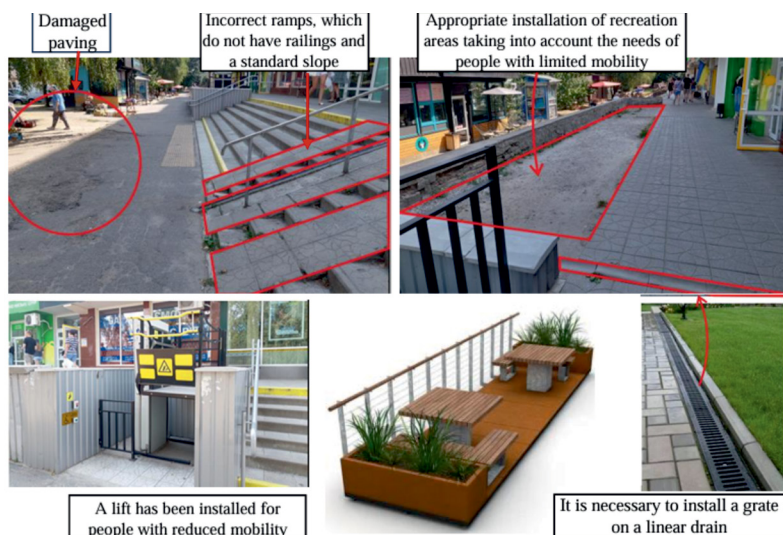 Damaged
paving
Incorrect ramps, which
do not have railings and
a standard slope
Appropriate installation of recreation
areas taking into account the needs of
people with limited mobility
A lift has been installed for
people with reduced mobility
It is necessary to install a grate
on a linear drain